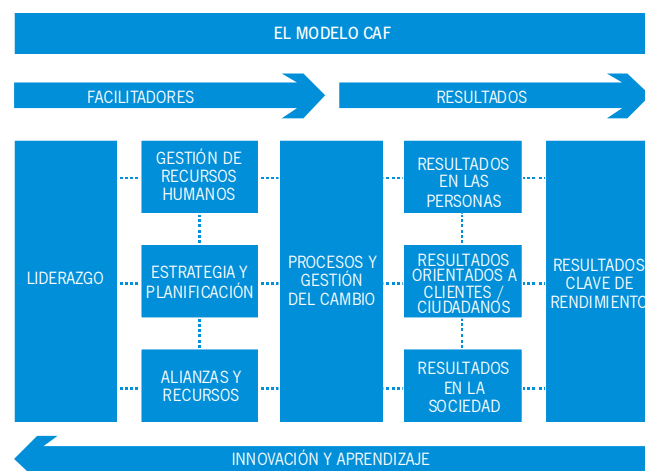 EL MODELO CAF
FACILITADORES
RESULTADOS
LIDERAZGO
GESTIÓN DE
RECURSOS
HUMANOS
ESTRATEGIA Y
PLANIFICACIÓN
ALIANZAS Y
RECURSOS
PROCESOS Y
GESTIÓN
DEL CAMBIO
RESULTADOS
EN LAS
PERSONAS
RESULTADOS
ORIENTADOS A
CLIENTES /
CIUDADANOS
RESULTADOS
EN LA
SOCIEDAD
RESULTADOS
CLAVE DE
RENDIMIENTO
INNOVACIÓN Y APRENDIZAJE